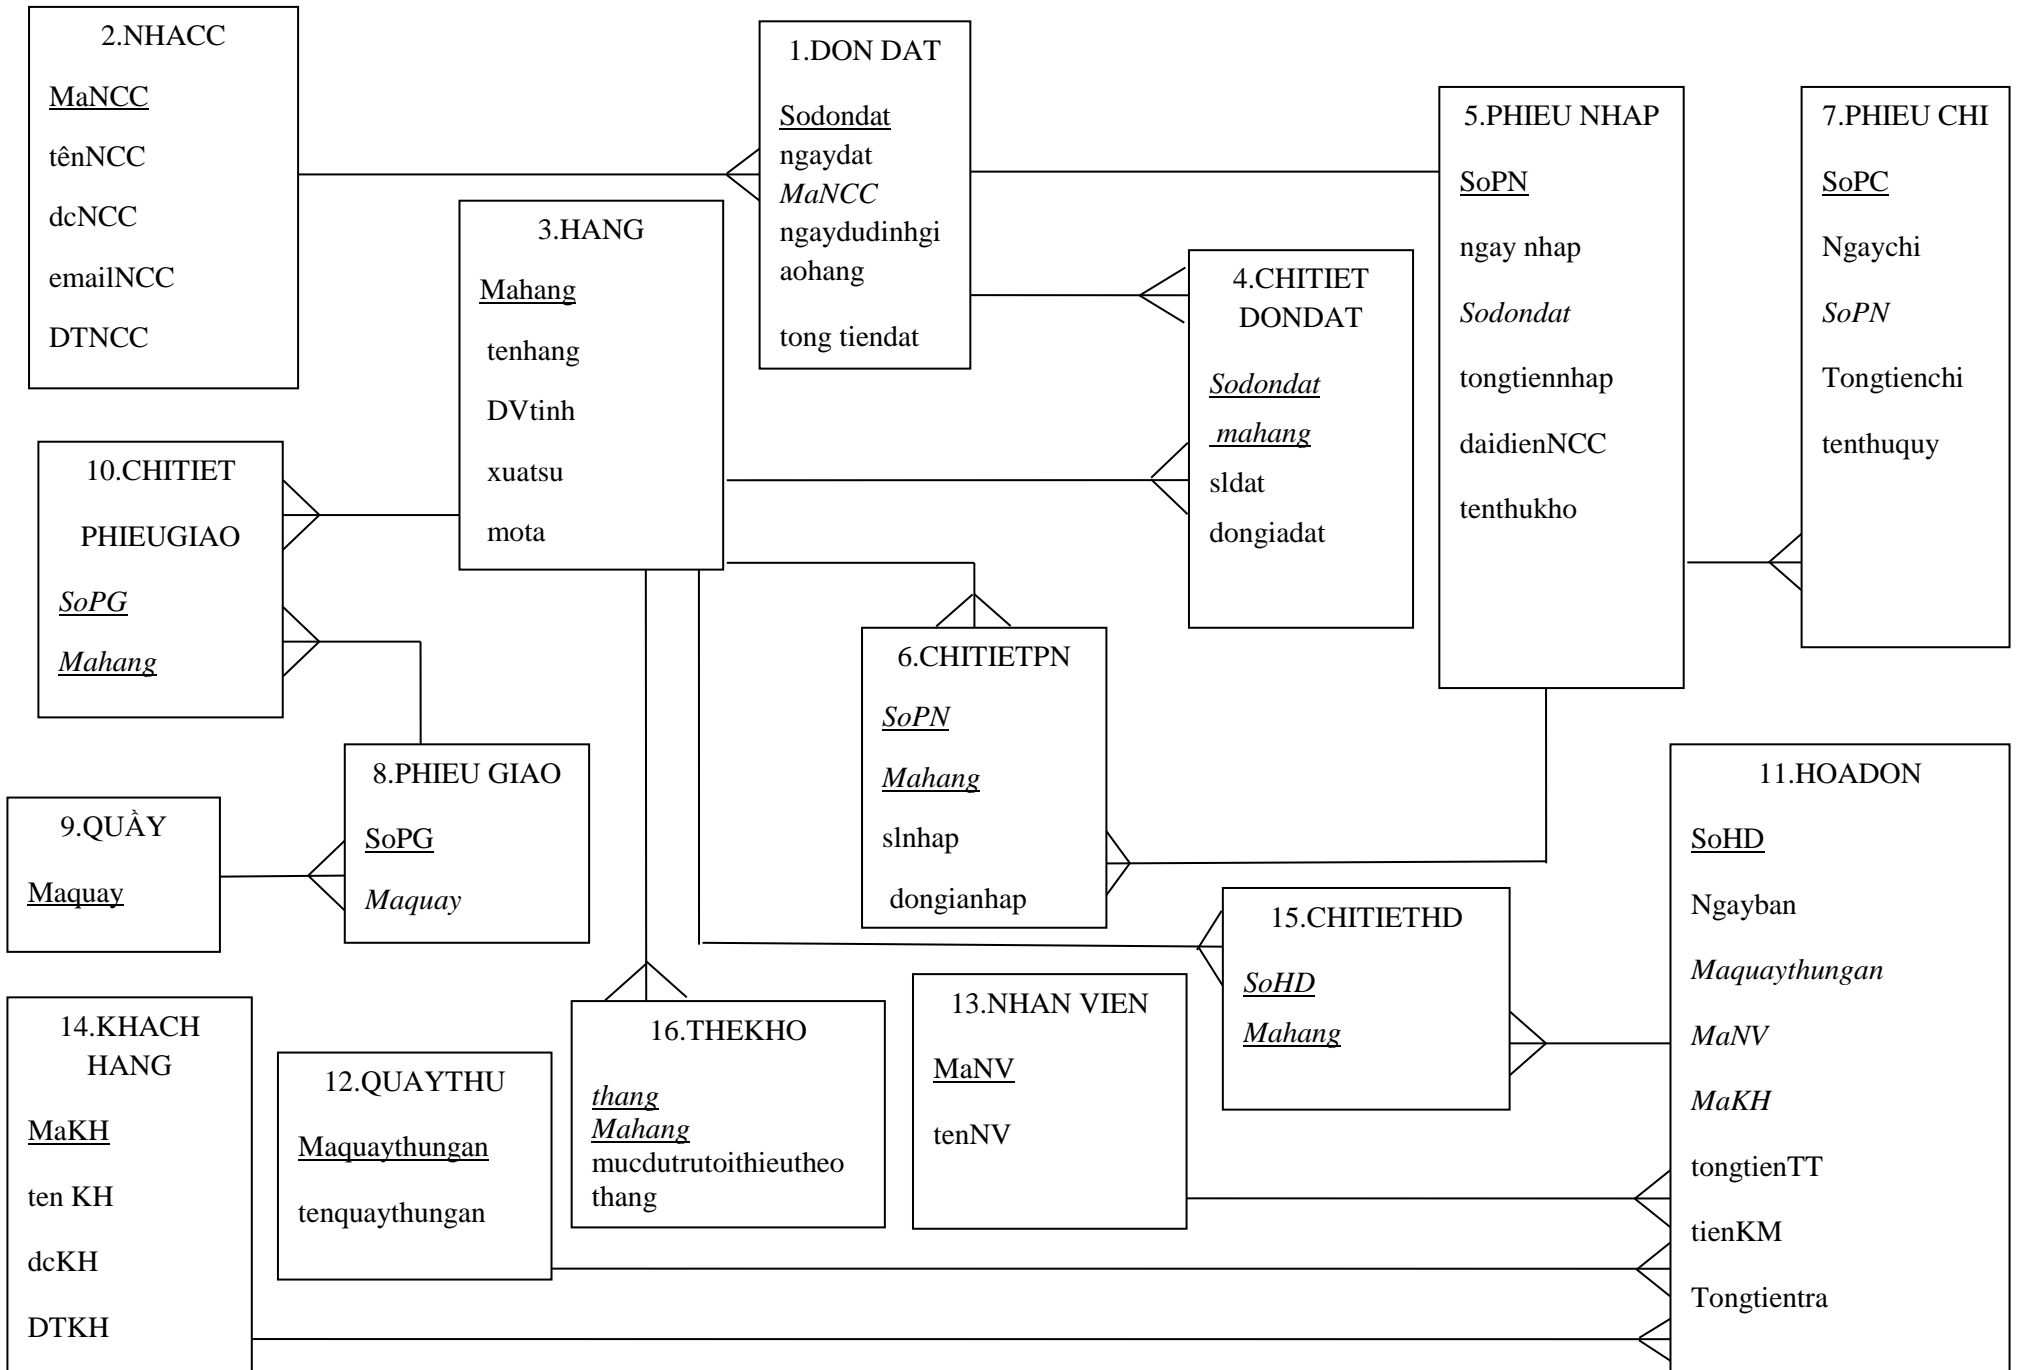 2.NHACC
MaNCC
tênNCC
dcNCC
emailNCC
DTNCC
1.DON DAT
Sodondat
ngaydat
MaNCC
ngaydudinhgi
aohang
tong tiendat
5.PHIEU NHAP
SoPN
ngay nhap
Sodondat
tongtiennhap
daidienNCC
tenthukho
7.PHIEU CHI
SoPC
Ngaychi
SoPN
Tongtienchi
tenthuquy
3.HANG
Mahang
tenhang
DVtinh
xuatsu
mota
4.CHITIET
DONDAT
Sodondat
mahang
sldat
dongiadat
10.CHITIET
PHIEUGIAO
SoPG
Mahang
6.CHITIETPN
SoPN
Mahang
slnhap
dongianhap
8.PHIEU GIAO
SoPG
Maquay
9.QUẦY
Maquay
11.HOADON
SoHD
Ngayban
Maquaythungan
MaNV
MaKH
tongtienTT
tienKM
Tongtientra
15.CHITIETHD
SoHD
Mahang
13.NHAN VIEN
MaNV
tenNV
16.THEKHO
thang
Mahang
mucdutrutoithieutheo
thang
12.QUAYTHU
Maquaythungan
tenquaythungan
14.KHACH
HANG
MaKH
ten KH
dcKH
DTKH